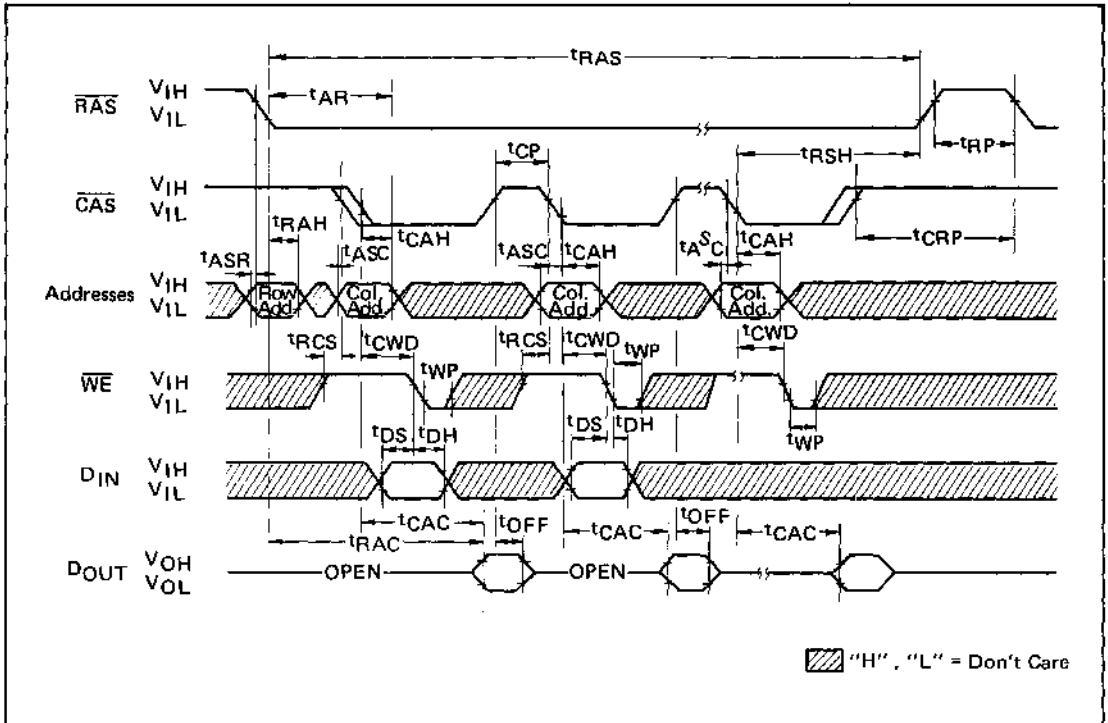 tRAS
RAS VIH VIL
tAR
tCP
tRSH
tRP
CAS VIH VIL
tRAH
tCAH
tCAH
tCAH
tCRP
tASR
tASC
tASC
tASC
Addresses VIH VIL
Row Add.
Col. Add.
Col. Add.
Col. Add.
tRCS
tCWD
tRCS
tCWD
tCWD
tWP
tWP
WE VIH VIL
tWP
tDS
tDH
tDS
tDH
DIN VIH VIL
tCAC
tOFF
tCAC
tOFF
tCAC
tRAC
DOUT VOH VOL
OPEN
OPEN
"H", "L" = Don't Care